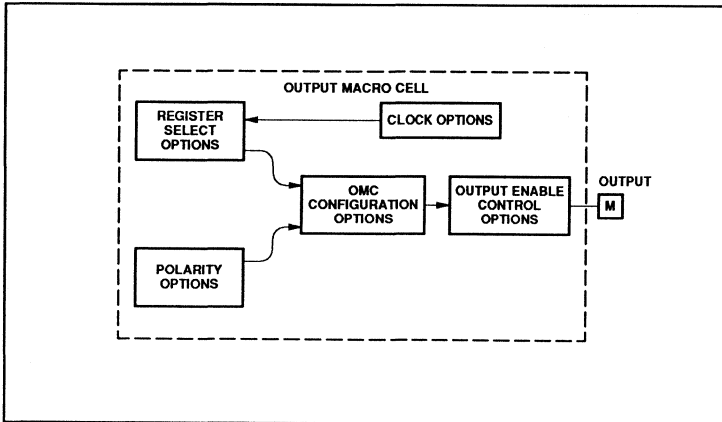 OUTPUT MACRO CELL
REGISTER
SELECT
OPTIONS
CLOCK OPTIONS
OMC
CONFIGURATION
OPTIONS
OUTPUT ENABLE
CONTROL
OPTIONS
OUTPUT
M
POLARITY
OPTIONS